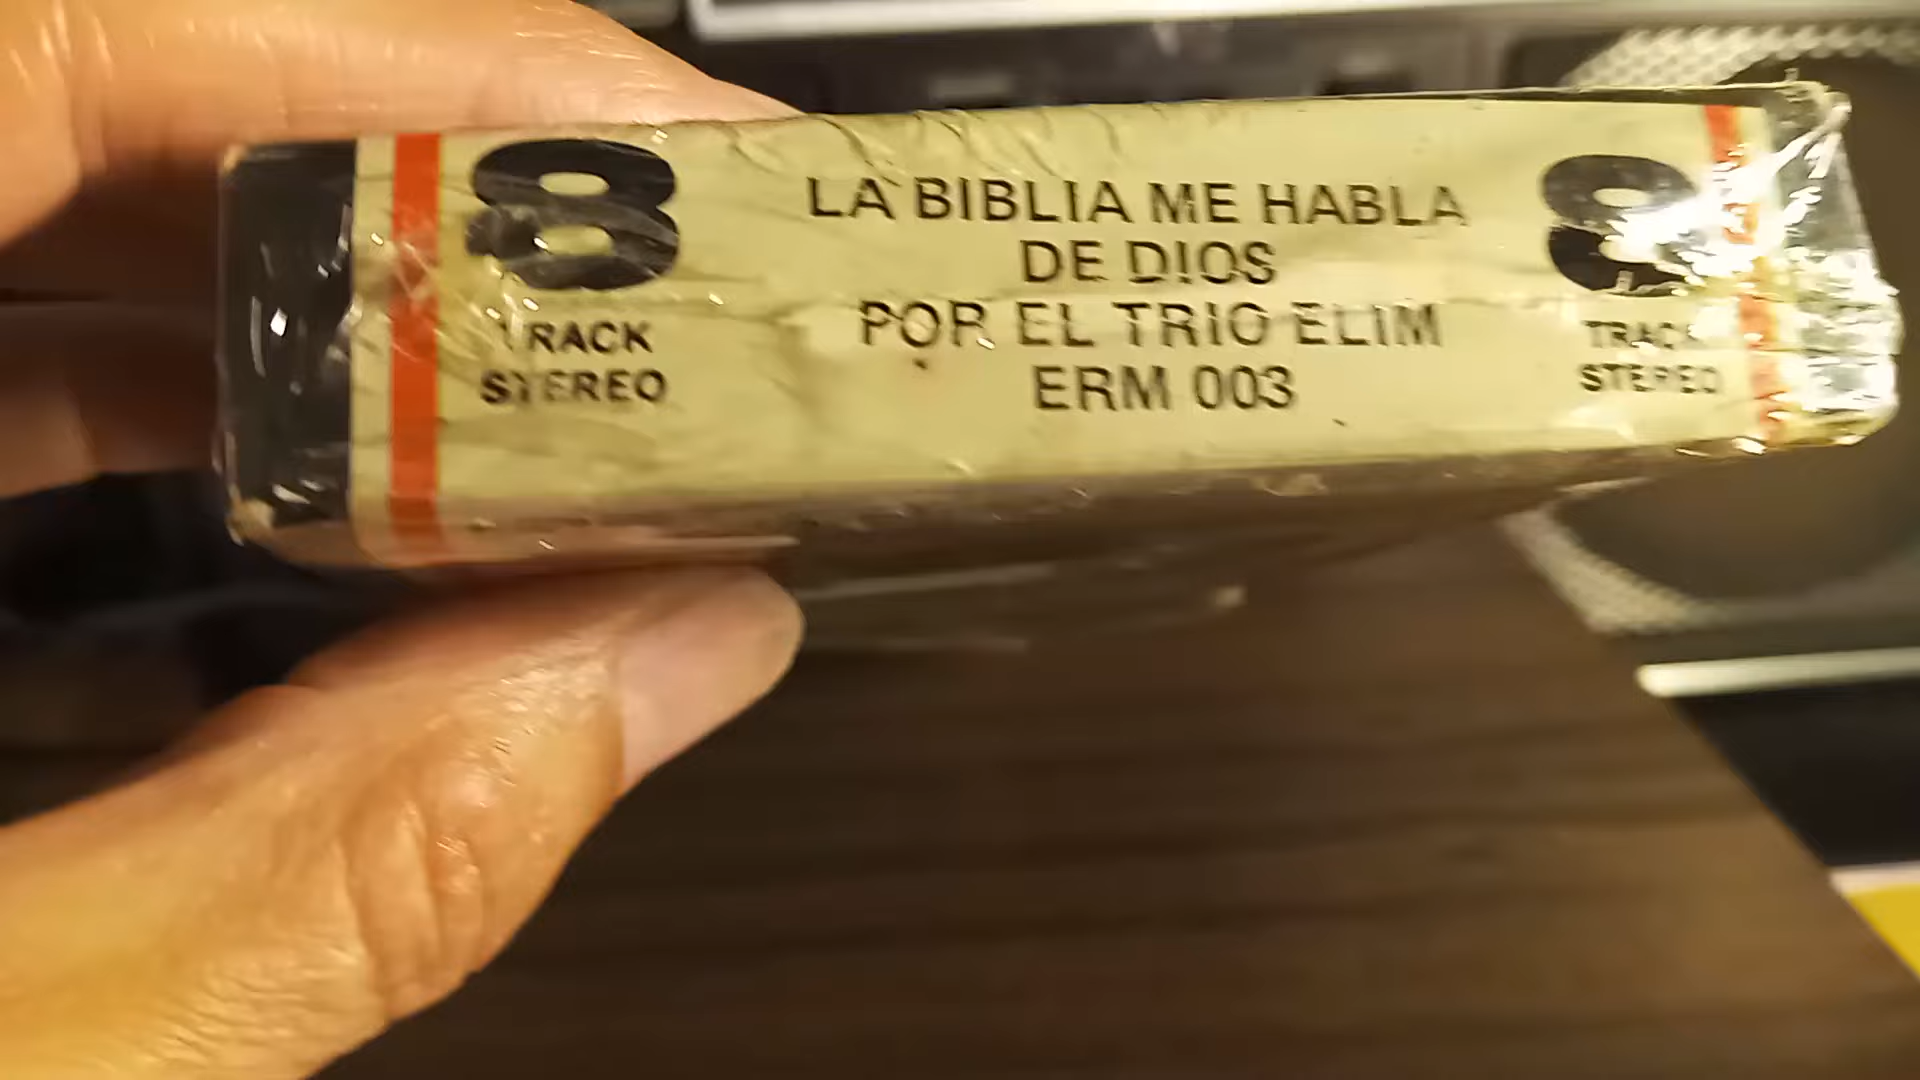 8
TRACK
STEREO
LA BIBLIA ME HABLA
DE DIOS
POR EL TRIO ELIM
ERM 003
8
TRACK
STEREO